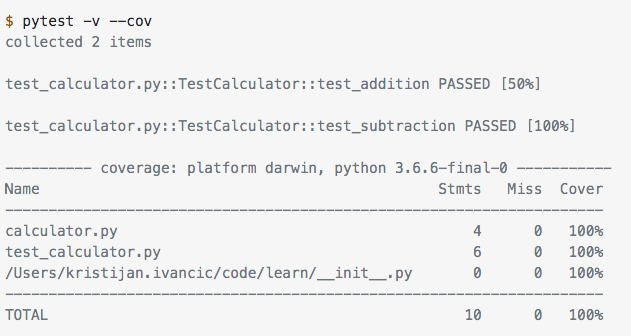 $ pytest -v --cov
collected 2 items
test_calculator.py::TestCalculator::test_addition PASSED [50%]
test_calculator.py::TestCalculator::test_subtraction PASSED [100%]
---------- coverage: platform darwin, python 3.6.6-final-0 -----------
Name                                              Stmts   Miss  Cover
--------------------------------------------------------------------
calculator.py                                         4      0   100%
test_calculator.py                                    6      0   100%
/Users/kristijan.ivancic/code/learn/__init__.py       0      0   100%
--------------------------------------------------------------------
TOTAL                                                10      0   100%